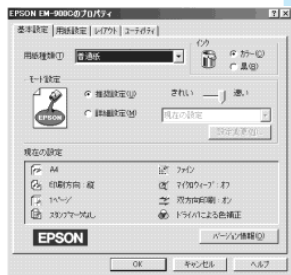 EPSON EM-900Cのプロパティ
基本設定 用紙設定 レイアウト ユーティリティ
用紙種類(T) 普通紙
インク
カラー(C)
黒(B)
モード設定
EPSON
推奨設定(U)
詳細設定(M)
きれい 速い
現在の設定
設定変更(G)...
現在の設定
A4
印刷方向 : 縦
1ページ
スタンプマークなし
ファイン
マイクロウィーブ : オフ
双方向印刷 : オン
ドライバによる色補正
EPSON
バージョン情報(O)
OK キャンセル ヘルプ